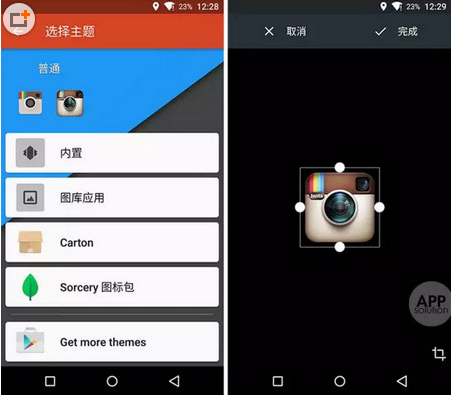 23% 12:28
选择主题
普通
内置
图库应用
Carton
Sorcery 图标包
Get more themes
23% 12:29
取消
完成
Insta
APP
solution